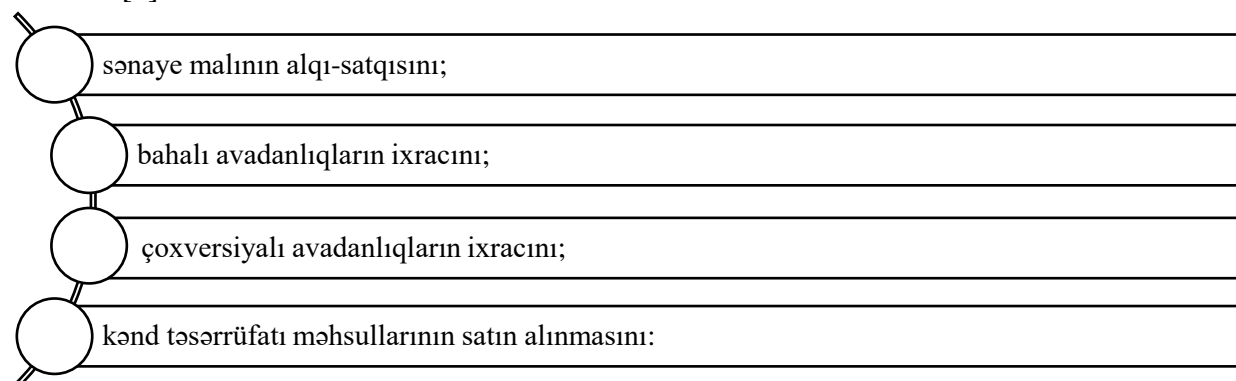 sənaye malının alqı-satqısını;
bahalı avadanlıqların ixracını;
çoxversiyalı avadanlıqların ixracını;
kənd təsərrüfatı məhsullarının satın alınmasını: